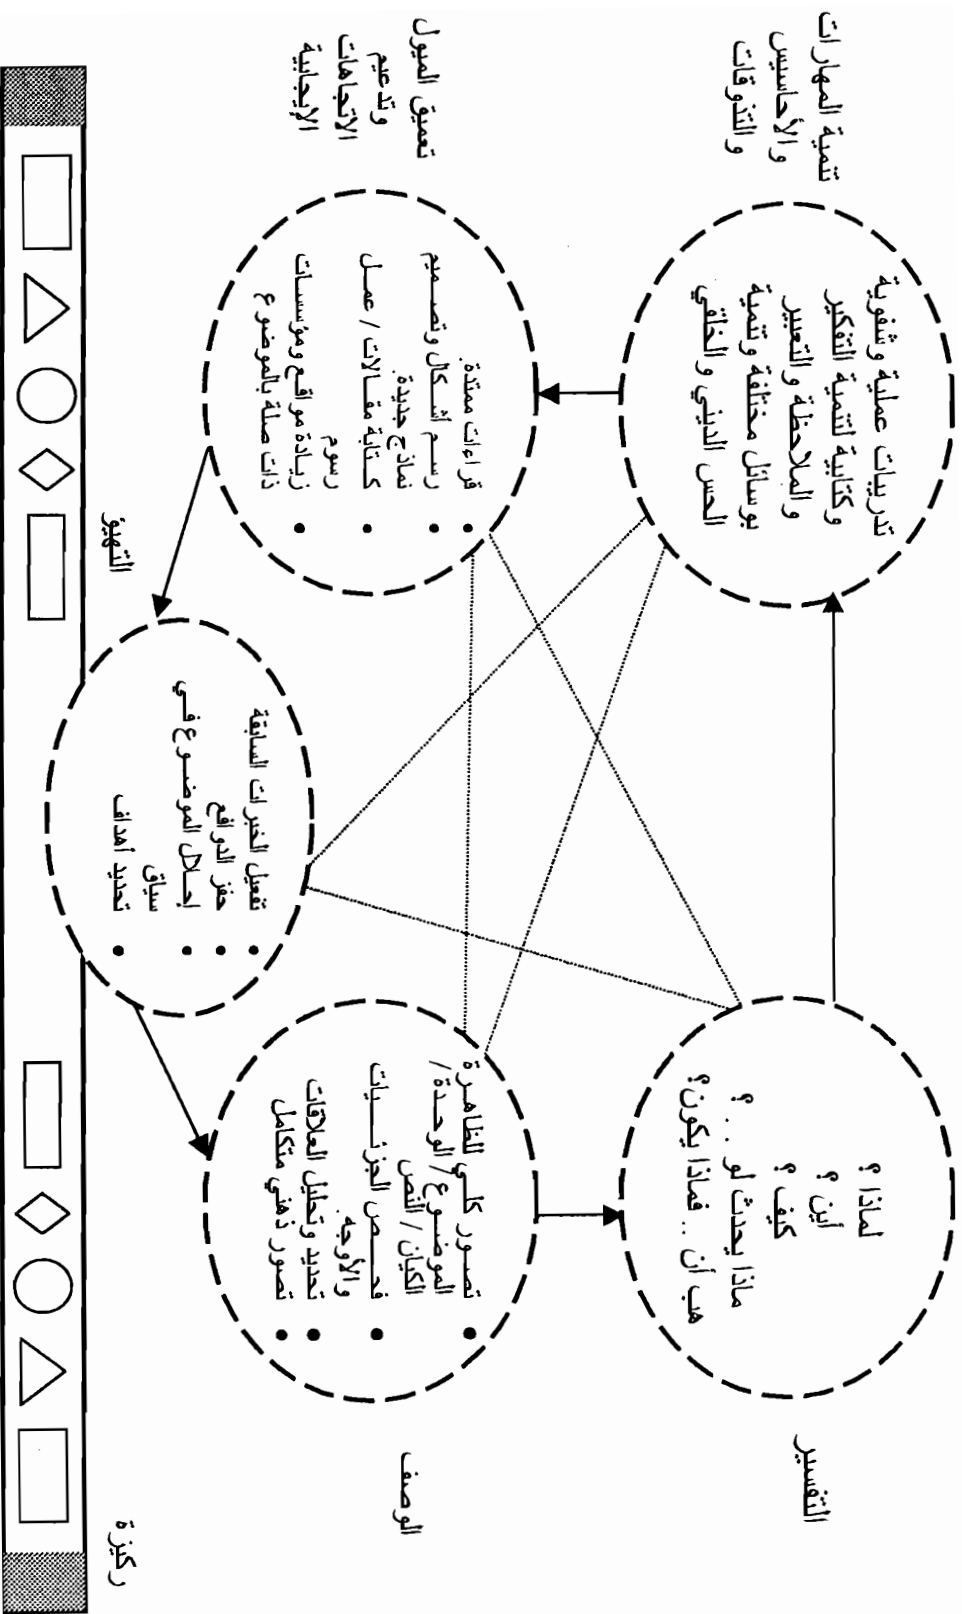 التفسير
لماذا ؟
أين ؟
كيف ؟
ماذا يحدث لو . . . ؟
هب أن .. فماذا يكون؟
تنمية المهارات
والأحاسيس
والتذوقات
تدريبات عملية وشفوية
وكتابية لتنمية التفكير
والملاحظة والتعبير
بوسائل مختلفة وتنمية
الحس الديني والخلقي
الوصف
• تصور كلي للظاهرة
الموضوع / الوحدة /
الكيان / النص
• فحص الجزئيات
والأوجه.
• تحديد وتحليل العلاقات
• تصور ذهني متكامل
تعميق الميول
وتدعيم
الاتجاهات
الإيجابية
• قراءات ممتدة.
• رسم أشكال وتصميم
نماذج جديدة.
• كتابة مقالات / عمل
رسوم
• زيادة مواقع ومؤسسات
ذات صلة بالموضوع
التهيؤ
• تفعيل الخبرات السابقة
• حفز الدوافع
• إحلال الموضوع في
سياق
• تحديد أهداف
ركيزة